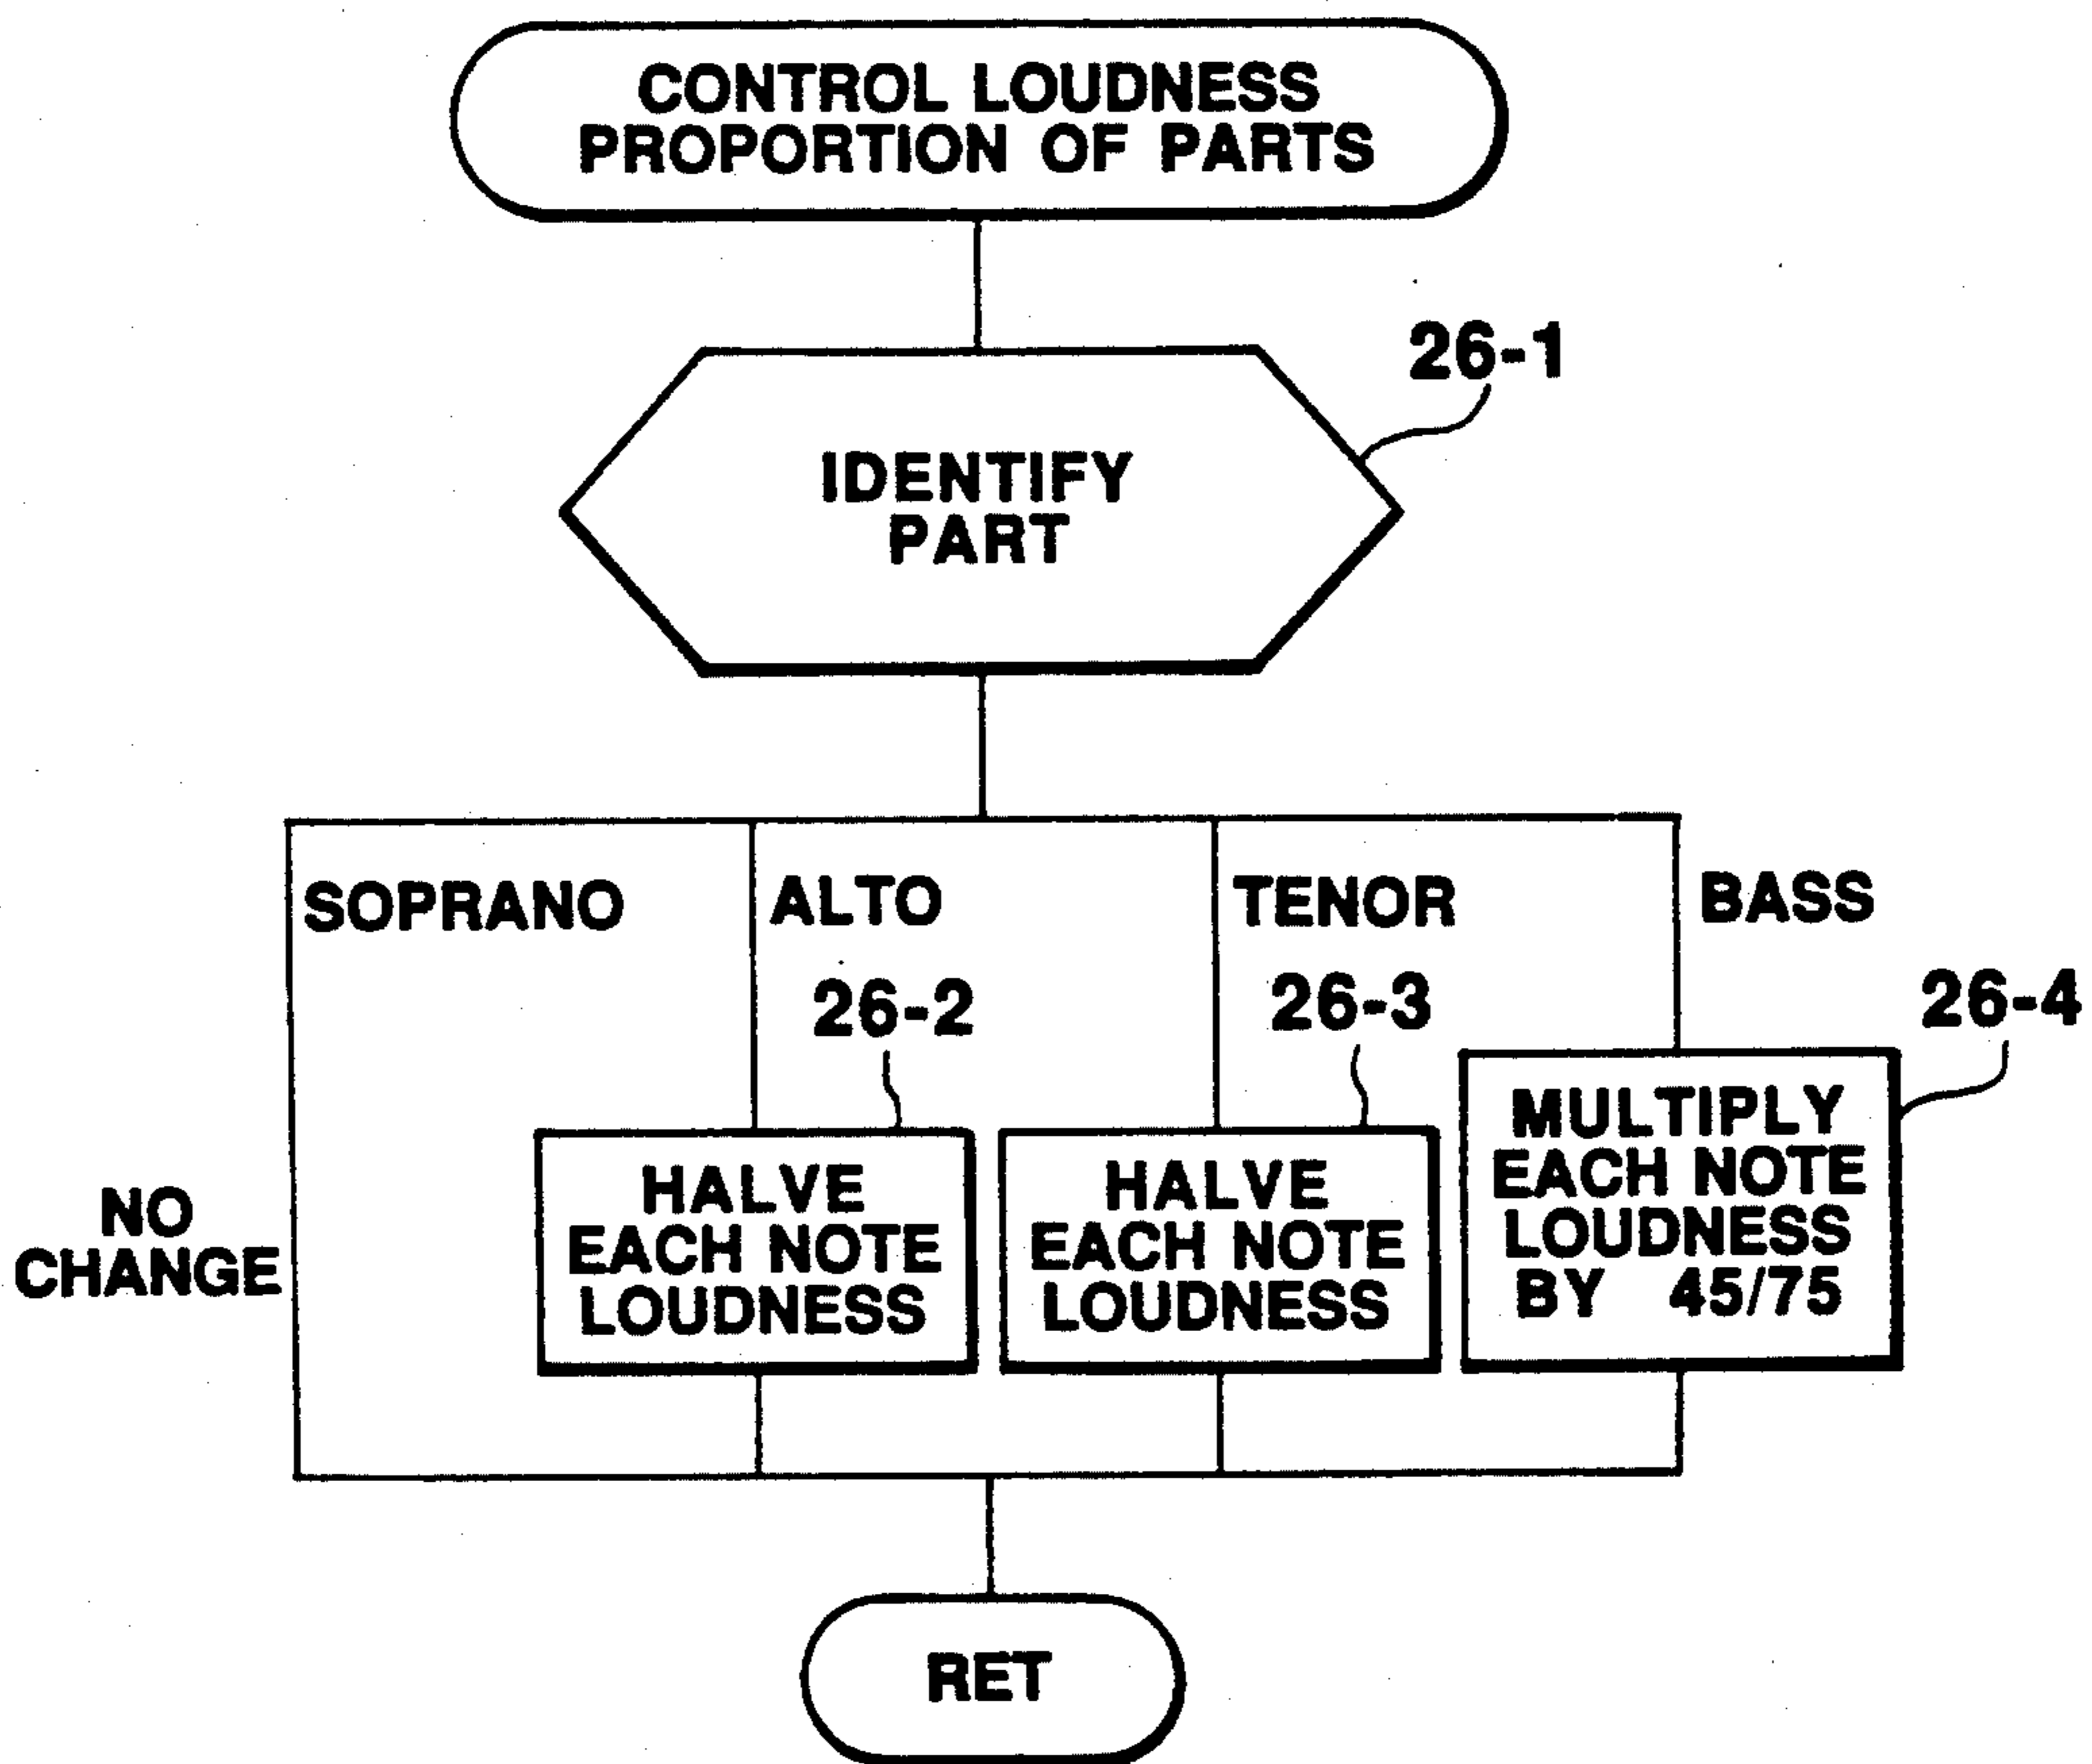 CONTROL LOUDNESS
PROPORTION OF PARTS
26-1
IDENTIFY
PART
SOPRANO
ALTO
TENOR
BASS
26-2
26-3
26-4
NO
CHANGE
HALVE
EACH NOTE
LOUDNESS
HALVE
EACH NOTE
LOUDNESS
MULTIPLY
EACH NOTE
LOUDNESS
BY 45/75
RET